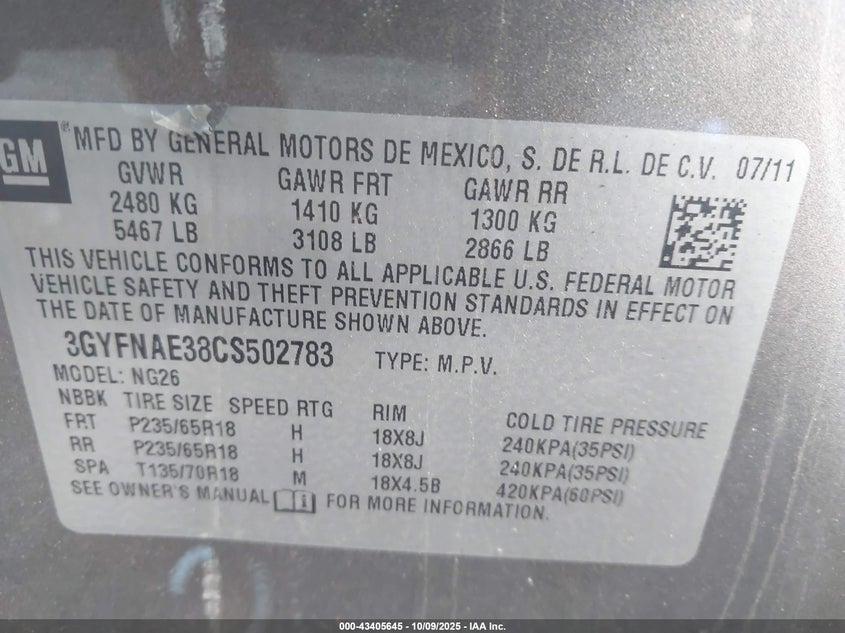 GM
® MFD BY GENERAL MOTORS DE MEXICO, S. DE R.L. DE C.V. 07/11
GVWR GAWR FRT GAWR RR
2480 KG 1410 KG 1300 KG
5467 LB 3108 LB 2866 LB
THIS VEHICLE CONFORMS TO ALL APPLICABLE U.S. FEDERAL MOTOR
VEHICLE SAFETY AND THEFT PREVENTION STANDARDS IN EFFECT ON
THE DATE OF MANUFACTURE SHOWN ABOVE.
3GYFNAE38CS502783 TYPE: M.P.V.
MODEL: NG26
NBBK TIRE SIZE SPEED RTG RIM COLD TIRE PRESSURE
FRT P235/65R18 H 18X8J 240KPA(35PSI)
RR P235/65R18 H 18X8J 240KPA(35PSI)
SPA T135/70R18 M 18X4.5B 420KPA(60PSI)
SEE OWNER'S MANUAL FOR MORE INFORMATION.
000-43405645 - 10/09/2025 - IAA Inc.